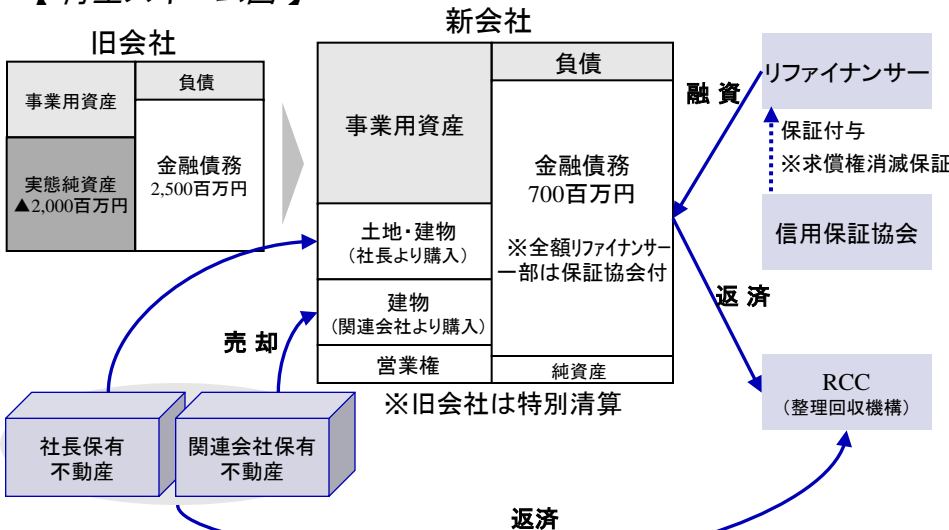 旧会社
事業用資産
実態純資産
▲2,000百万円
負債
金融債務
2,500百万円
新会社
事業用資産
土地・建物
（社長より購入）
建物
（関連会社より購入）
営業権
負債
金融債務
700百万円
※全額リファイナンサー
一部は保証協会付
純資産
※旧会社は特別清算
リファイナンサー
融 資
保証付与
※求償権消滅保証
信用保証協会
返 済
RCC
（整理回収機構）
売 却
社長保有
不動産
関連会社保有
不動産
返済